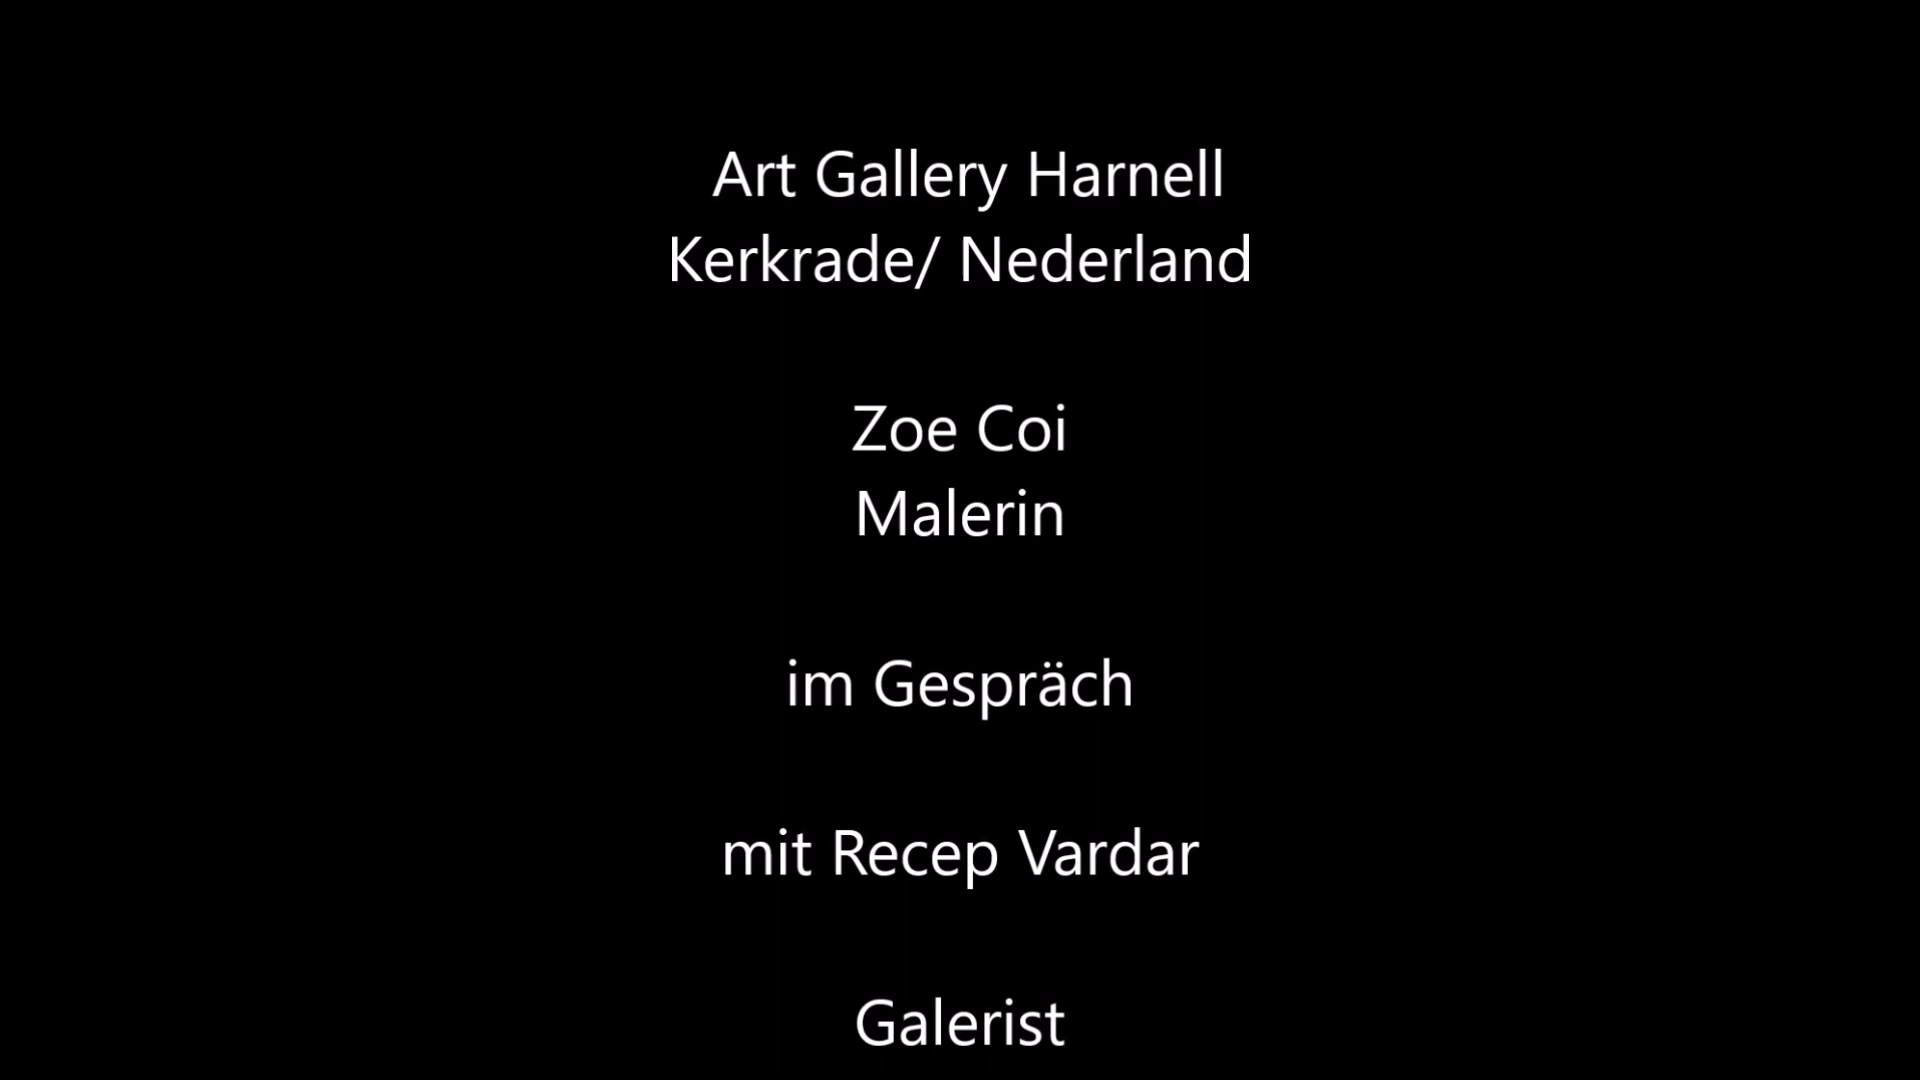 Art Gallery Harnell
Kerkrade/ Nederland
Zoe Coi
Malerin
im Gespräch
mit Recep Vardar
Galerist